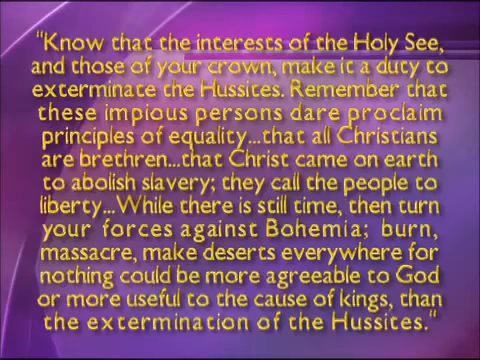 "Know that the interests of the Holy See,
and those of your crown, make it a duty to
exterminate the Hussites. Remember that
these impious persons dare proclaim
principles of equality...that all Christians
are brethren...that Christ came on earth
to abolish slavery; they call the people to
liberty...While there is still time, then turn
your forces against Bohemia; burn,
massacre, make deserts everywhere for
nothing could be more agreeable to God
or more useful to the cause of kings, than
the extermination of the Hussites."